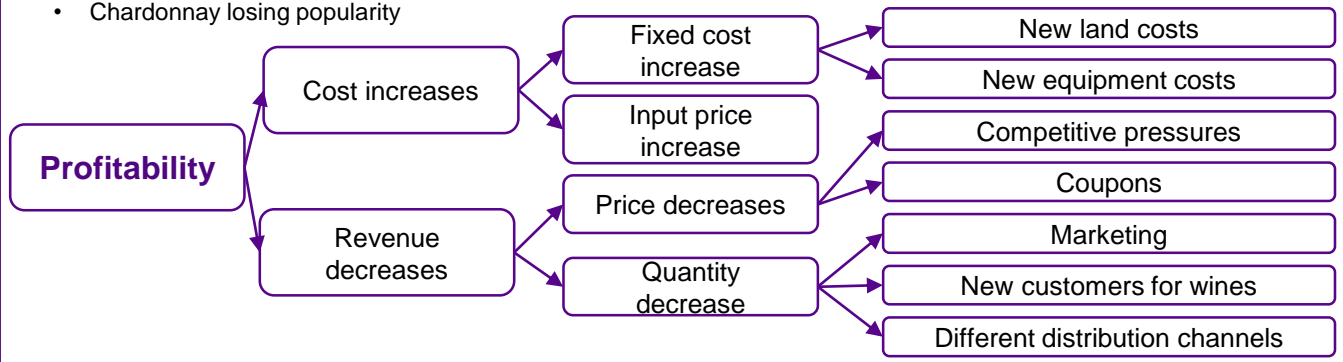 • Chardonnay losing popularity
Profitability
Cost increases
Revenue
decreases
Fixed cost
increase
Input price
increase
Price decreases
Quantity
decrease
New land costs
New equipment costs
Competitive pressures
Coupons
Marketing
New customers for wines
Different distribution channels